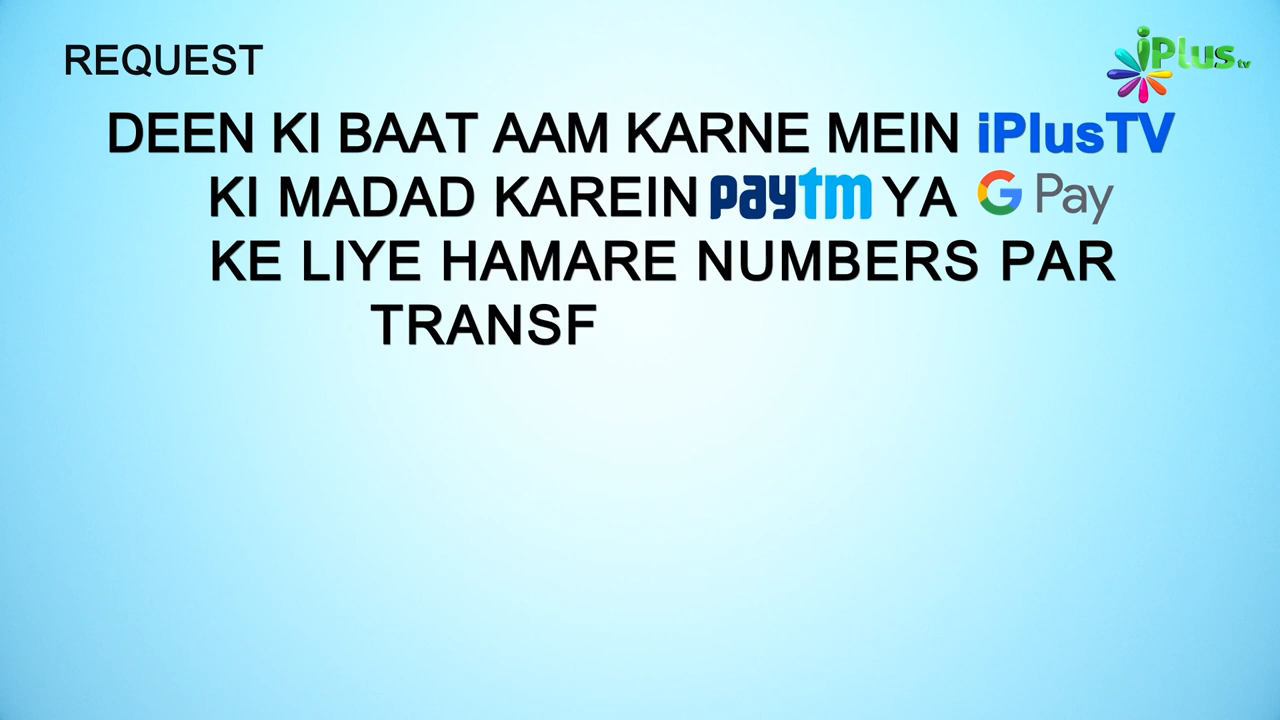 REQUEST
iPlus tv
DEEN KI BAAT AAM KARNE MEIN iPlusTV
KI MADAD KAREIN paytm YA G Pay
KE LIYE HAMARE NUMBERS PAR
TRANSF